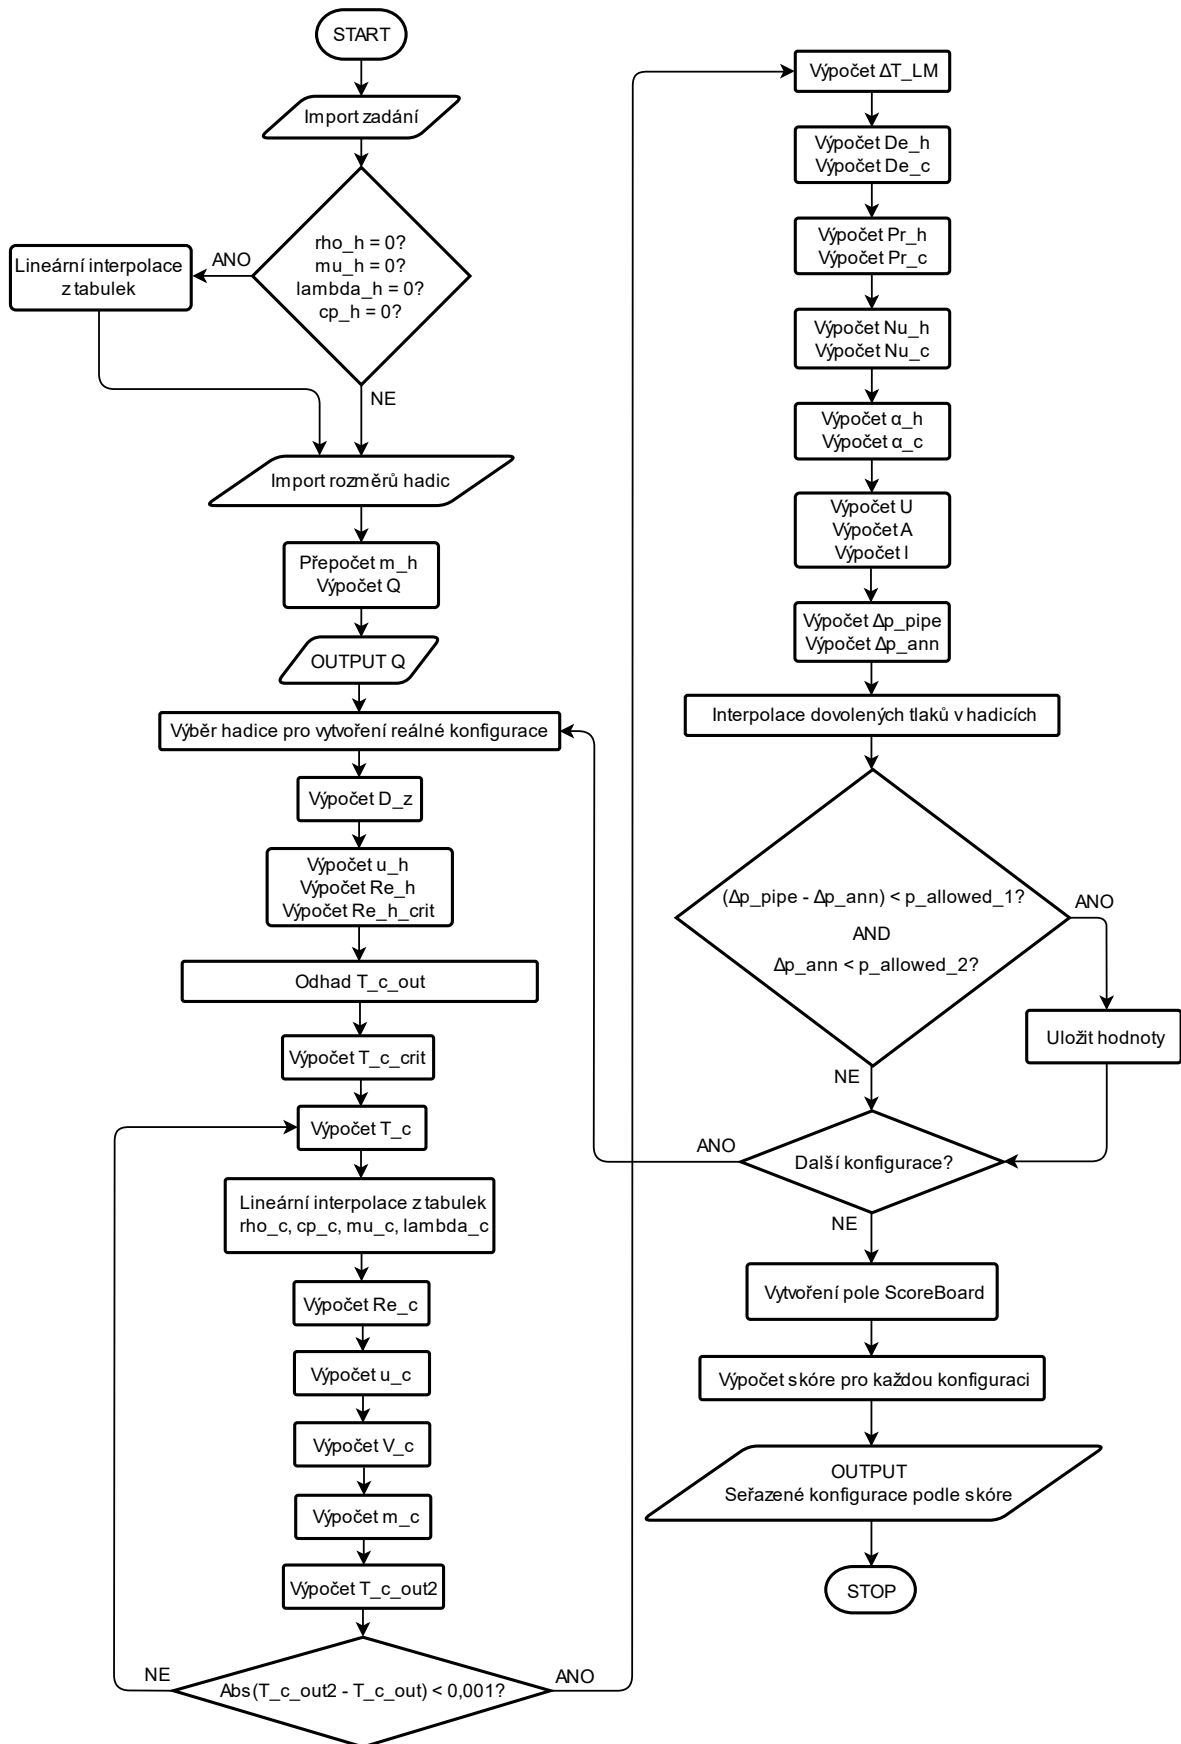 START
Import zadání
rho_h = 0?
mu_h = 0?
lambda_h = 0?
cp_h = 0?
ANO
Lineární interpolace
z tabulek
NE
Import rozměrů hadic
Přepočet m_h
Výpočet Q
OUTPUT Q
Výběr hadice pro vytvoření reálné konfigurace
Výpočet D_z
Výpočet u_h
Výpočet Re_h
Výpočet Re_h_crit
Odhad T_c_out
Výpočet T_c_crit
Výpočet T_c
Lineární interpolace z tabulek
rho_c, cp_c, mu_c, lambda_c
Výpočet Re_c
Výpočet u_c
Výpočet V_c
Výpočet m_c
Výpočet T_c_out2
Abs(T_c_out2 - T_c_out) < 0,001?
NE
ANO
Výpočet ΔT_LM
Výpočet De_h
Výpočet De_c
Výpočet Pr_h
Výpočet Pr_c
Výpočet Nu_h
Výpočet Nu_c
Výpočet α_h
Výpočet α_c
Výpočet U
Výpočet A
Výpočet l
Výpočet Δp_pipe
Výpočet Δp_ann
Interpolace dovolených tlaků v hadicích
(Δp_pipe - Δp_ann) < p_allowed_1?
AND
Δp_ann < p_allowed_2?
ANO
Uložit hodnoty
NE
Další konfigurace?
ANO
NE
Vytvoření pole ScoreBoard
Výpočet skóre pro každou konfiguraci
OUTPUT
Seřazené konfigurace podle skóre
STOP